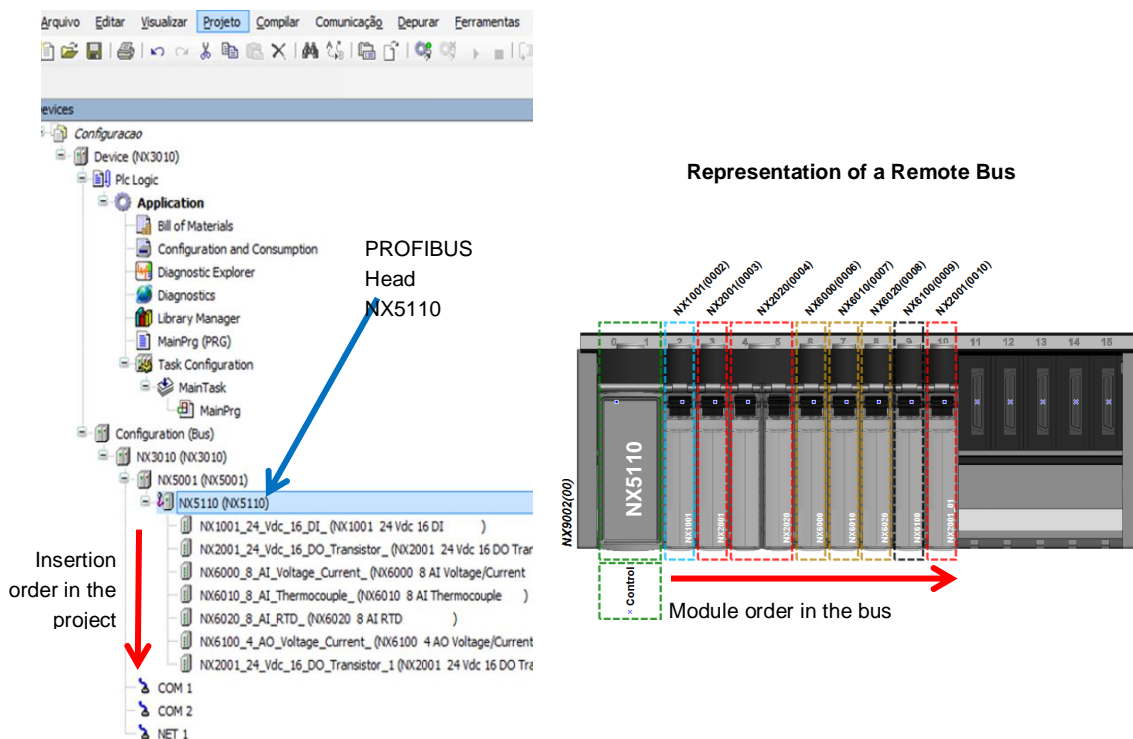 Arquivo Editar Visualizar Projeto Compilar Comunicação Depurar Ferramentas
evices
Configuracao
Device (NX3010)
Plc Logic
Application
Bill of Materials
Configuration and Consumption
Diagnostic Explorer
Diagnostics
Library Manager
MainPrg (PRG)
Task Configuration
MainTask
MainPrg
Configuration (Bus)
NX3010 (NX3010)
NX5001 (NX5001)
NX5110 (NX5110)
NX1001_24_Vdc_16_DI_ (NX1001 24 Vdc 16 DI )
NX2001_24_Vdc_16_DO_Transistor_ (NX2001 24 Vdc 16 DO Tran
NX6000_8_AI_Voltage_Current_ (NX6000 8 AI Voltage/Current
NX6010_8_AI_Thermocouple_ (NX6010 8 AI Thermocouple )
NX6020_8_AI_RTD_ (NX6020 8 AI RTD )
NX6100_4_AO_Voltage_Current_ (NX6100 4 AO Voltage/Current
NX2001_24_Vdc_16_DO_Transistor_1 (NX2001 24 Vdc 16 DO Tra
COM 1
COM 2
NET 1
PROFIBUS
Head
NX5110
Insertion
order in the
project
Representation of a Remote Bus
NX1001(0002)
NX2001(0003)
NX2020(0004)
NX6000(0006)
NX6010(0007)
NX6020(0008)
NX6100(0009)
NX2001(0010)
0 1 2 3 4 5 6 7 8 9 10 11 12 13 14 15
NX9002(00)
NX5110
NX1001
NX2001
NX2020
NX6000
NX6010
NX6020
NX6100
NX2001_01
Control
Module order in the bus